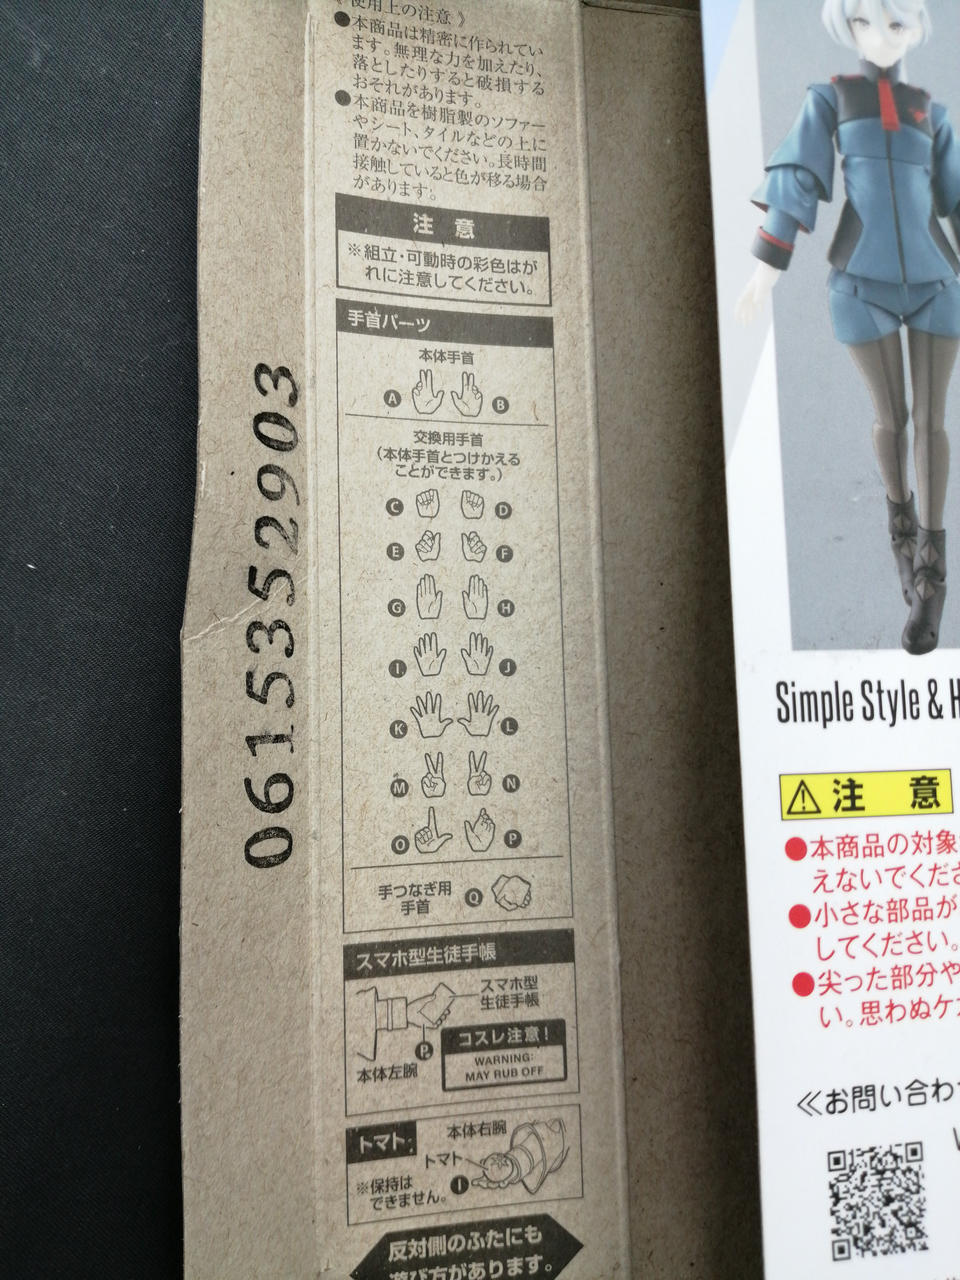 使用上の注意》
●本商品は精密に作られてい
ます。無理な力を加えたり、
落としたりすると破損する
おそれがあります。
●本商品を樹脂製のソファー
やシート、タイルなどの上に
置かないでください。長時間
接触していると色が移る場合
があります。
注 意
※組立・可動時の彩色はが
れに注意してください。
手首パーツ
本体手首
A B
交換用手首
(本体手首とつけかえる
ことができます。)
C D
E F
G H
I J
K L
M N
O P
手つなぎ用
手首
Q
スマホ型生徒手帳
スマホ型
生徒手帳
P
本体左腕
コスレ注意!
WARNING:
MAY RUB OFF
トマト
本体右腕
トマト
I
※保持は
できません。
反対側のふたにも
遊び方があります。
0615352903
Simple Style & H
注 意
●本商品の対象
えないでくださ
●小さな部品が
してください。
●尖った部分や
い。思わぬケガ
≪お問い合わせ